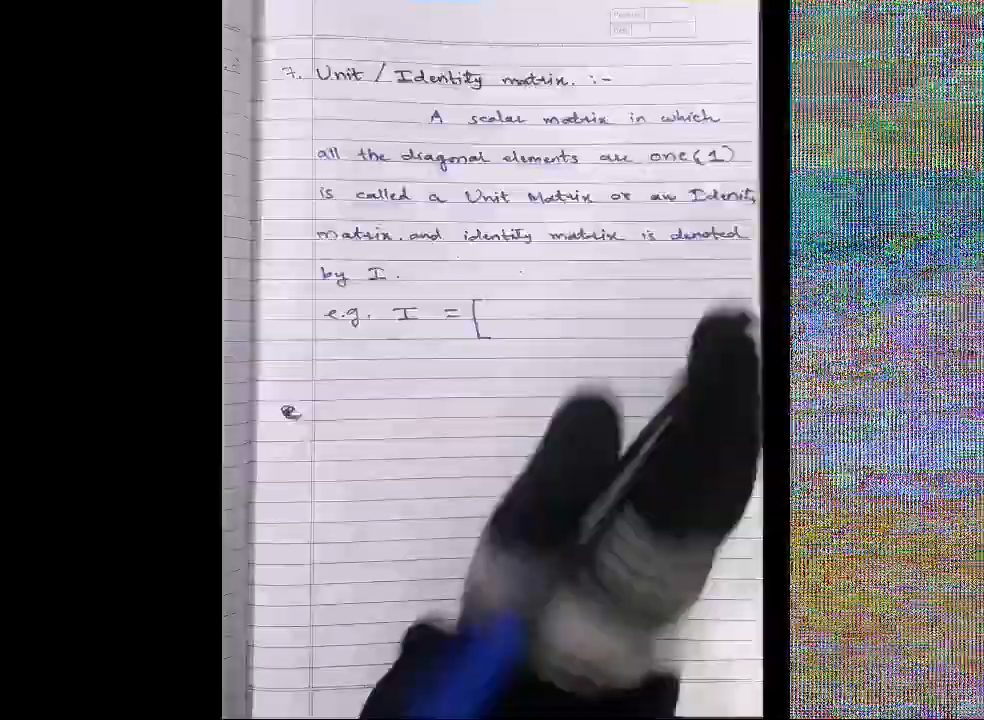 7. Unit / Identity matrix. :-
A scalar matrix in which
all the diagonal elements are one(1)
is called a Unit Matrix or an Idenity
matrix. and identity matrix is denoted
by I.
e.g. I = [